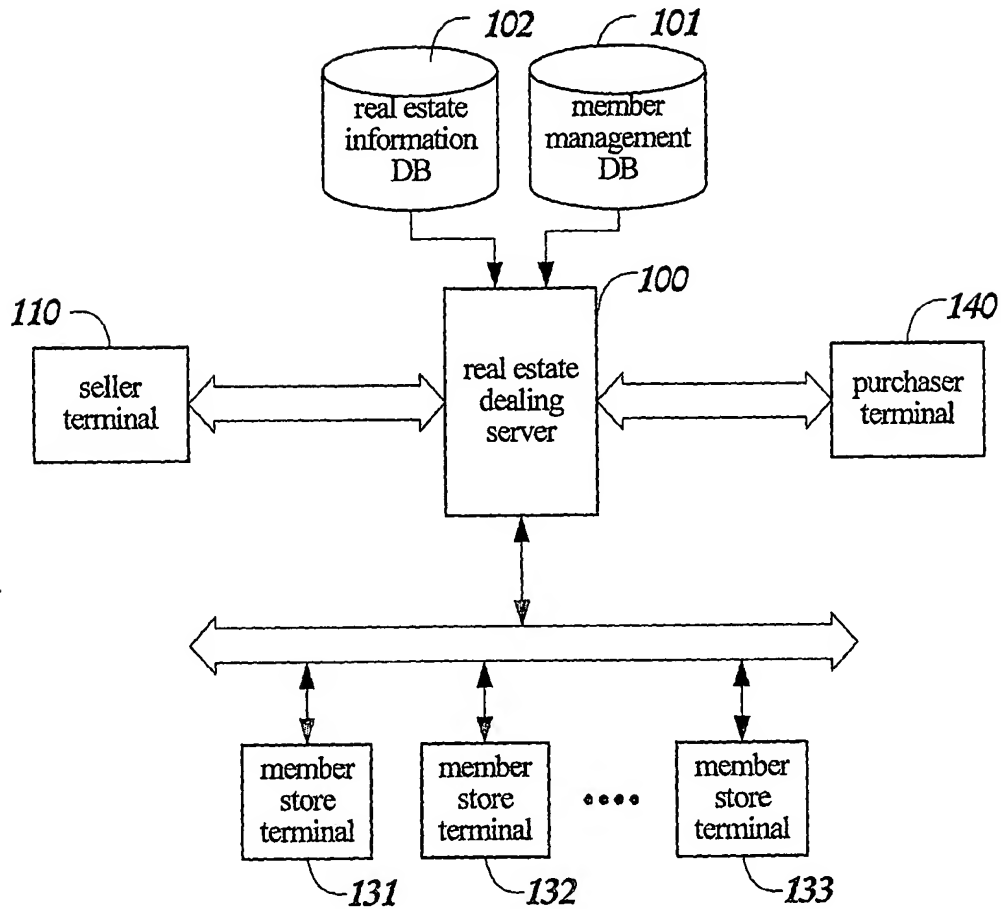 102
101
real estate
information
DB
member
management
DB
100
110
140
seller
terminal
real estate
dealing
server
purchaser
terminal
member
store
terminal
member
store
terminal
member
store
terminal
131
132
133